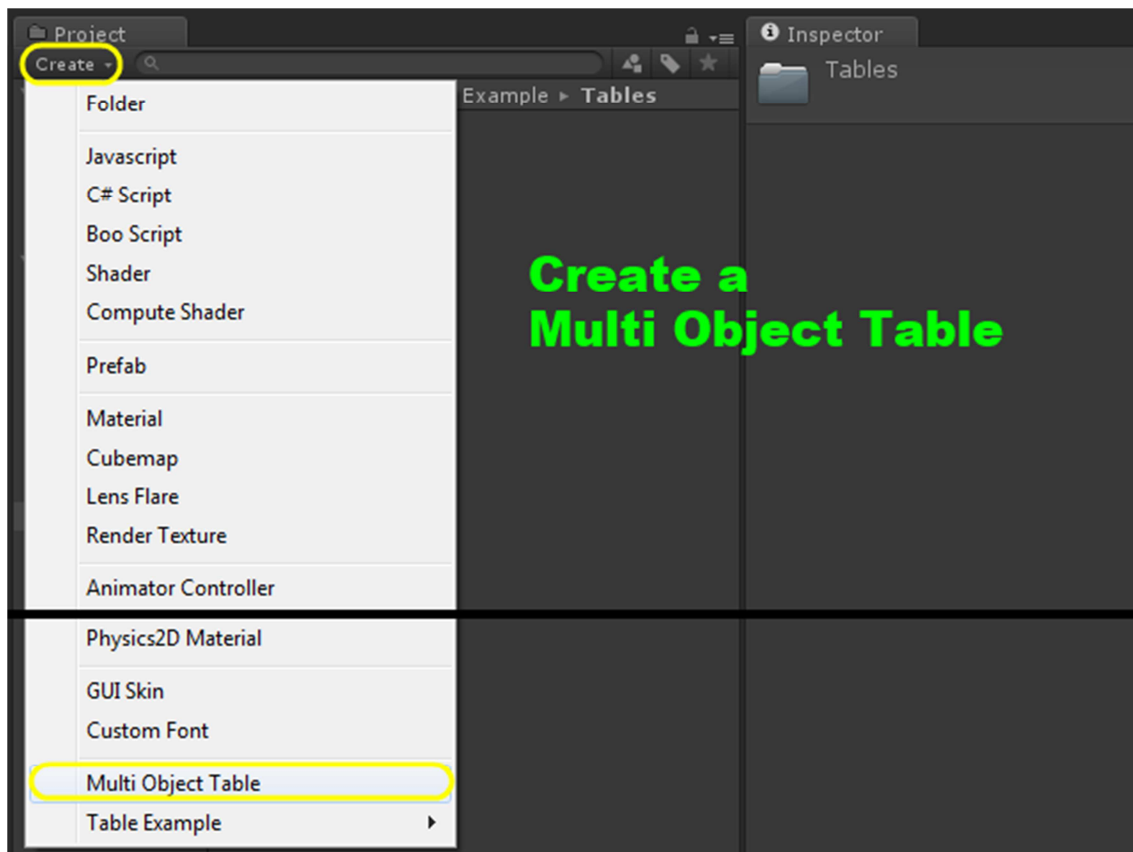 Project
Inspector
Create
Tables
Folder
Example ▸ Tables
Javascript
C# Script
Boo Script
Shader
Compute Shader
Create a
Multi Object Table
Prefab
Material
Cubemap
Lens Flare
Render Texture
Animator Controller
Physics2D Material
GUI Skin
Custom Font
Multi Object Table
Table Example